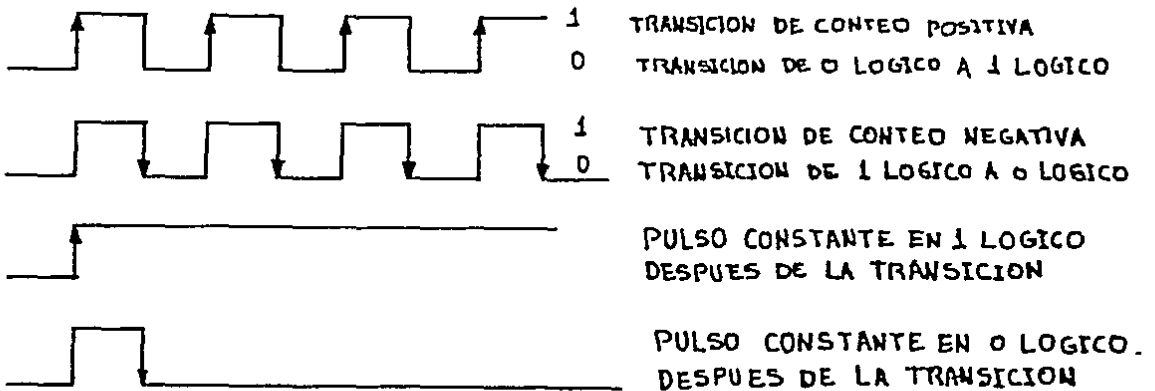 1 TRANSICION DE CONTEO POSITIVA
0 TRANSICION DE 0 LOGICO A 1 LOGICO
1 TRANSICION DE CONTEO NEGATIVA
0 TRANSICION DE 1 LOGICO A 0 LOGICO
PULSO CONSTANTE EN 1 LOGICO
DESPUES DE LA TRANSICION
PULSO CONSTANTE EN 0 LOGICO.
DESPUES DE LA TRANSICION